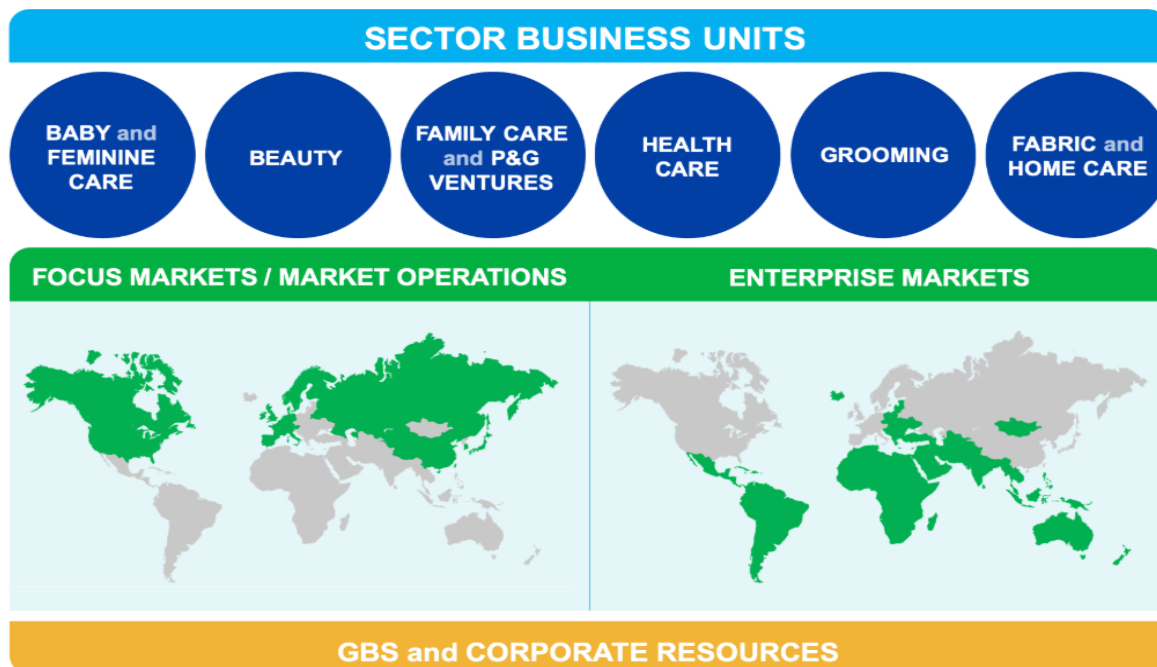 SECTOR BUSINESS UNITS
BABY and
FEMININE
CARE
BEAUTY
FAMILY CARE
and P&G
VENTURES
HEALTH
CARE
GROOMING
FABRIC and
HOME CARE
FOCUS MARKETS / MARKET OPERATIONS
ENTERPRISE MARKETS
GBS and CORPORATE RESOURCES